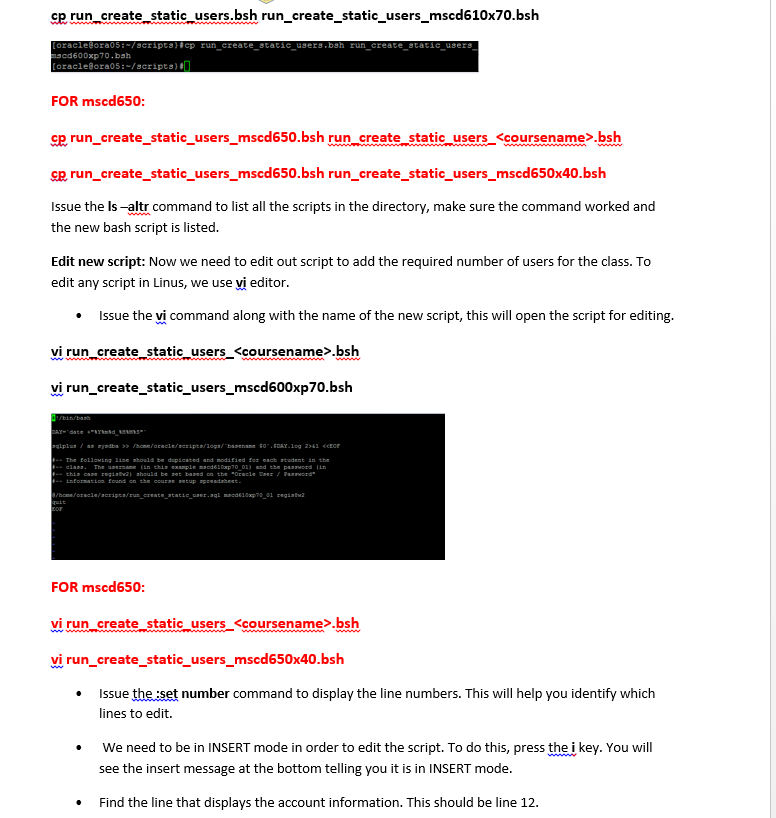 cp run_create_static_users.bsh run_create_static_users_mscd610x70.bsh
[oracle@ora05:~/scripts]#cp run_create_static_users.bsh run_create_static_users_
mscd600xp70.bsh
[oracle@ora05:~/scripts]#
FOR mscd650:
cp run_create_static_users_mscd650.bsh run_create_static_users_<coursename>.bsh
cp run_create_static_users_mscd650.bsh run_create_static_users_mscd650x40.bsh
Issue the ls –altr command to list all the scripts in the directory, make sure the command worked and
the new bash script is listed.
Edit new script: Now we need to edit out script to add the required number of users for the class. To
edit any script in Linus, we use vi editor.
• Issue the vi command along with the name of the new script, this will open the script for editing.
vi run_create_static_users_<coursename>.bsh
vi run_create_static_users_mscd600xp70.bsh
#!/bin/bash
DAY=`date +"%Y%m%d_%H%M%S"`
sqlplus / as sysdba >> /home/oracle/scripts/logs/`basename $0`.$DAY.log 2>&1 <<EOF
#-- The following line should be dupicated and modified for each student in the
#-- class. The username (in this example mscd610xp70_01) and the password (in
#-- this case regis@w2) should be set based on the "Oracle User / Password"
#-- information found on the course setup spreadsheet.
@/home/oracle/scripts/run_create_static_user.sql mscd610xp70_01 regis@w2
quit
EOF
~
~
~
~
~
FOR mscd650:
vi run_create_static_users_<coursename>.bsh
vi run_create_static_users_mscd650x40.bsh
• Issue the :set number command to display the line numbers. This will help you identify which
lines to edit.
• We need to be in INSERT mode in order to edit the script. To do this, press the i key. You will
see the insert message at the bottom telling you it is in INSERT mode.
• Find the line that displays the account information. This should be line 12.